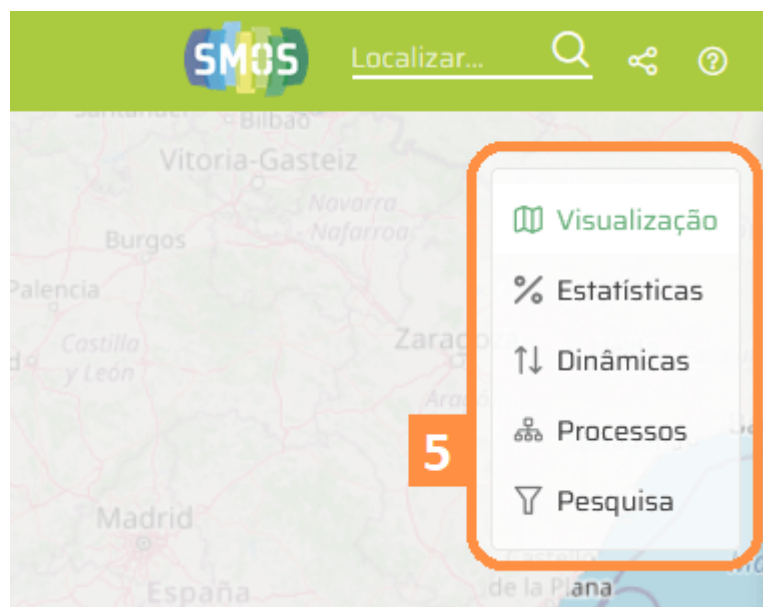 SMOS
Localizar...
Bilbao
Vitoria-Gasteiz
Navarra
- Nafarroa
Burgos
Visualização
Palencia
Estatísticas
Castilla
y León
Dinâmicas
Processos
5
Pesquisa
Madrid
España
de la Plana